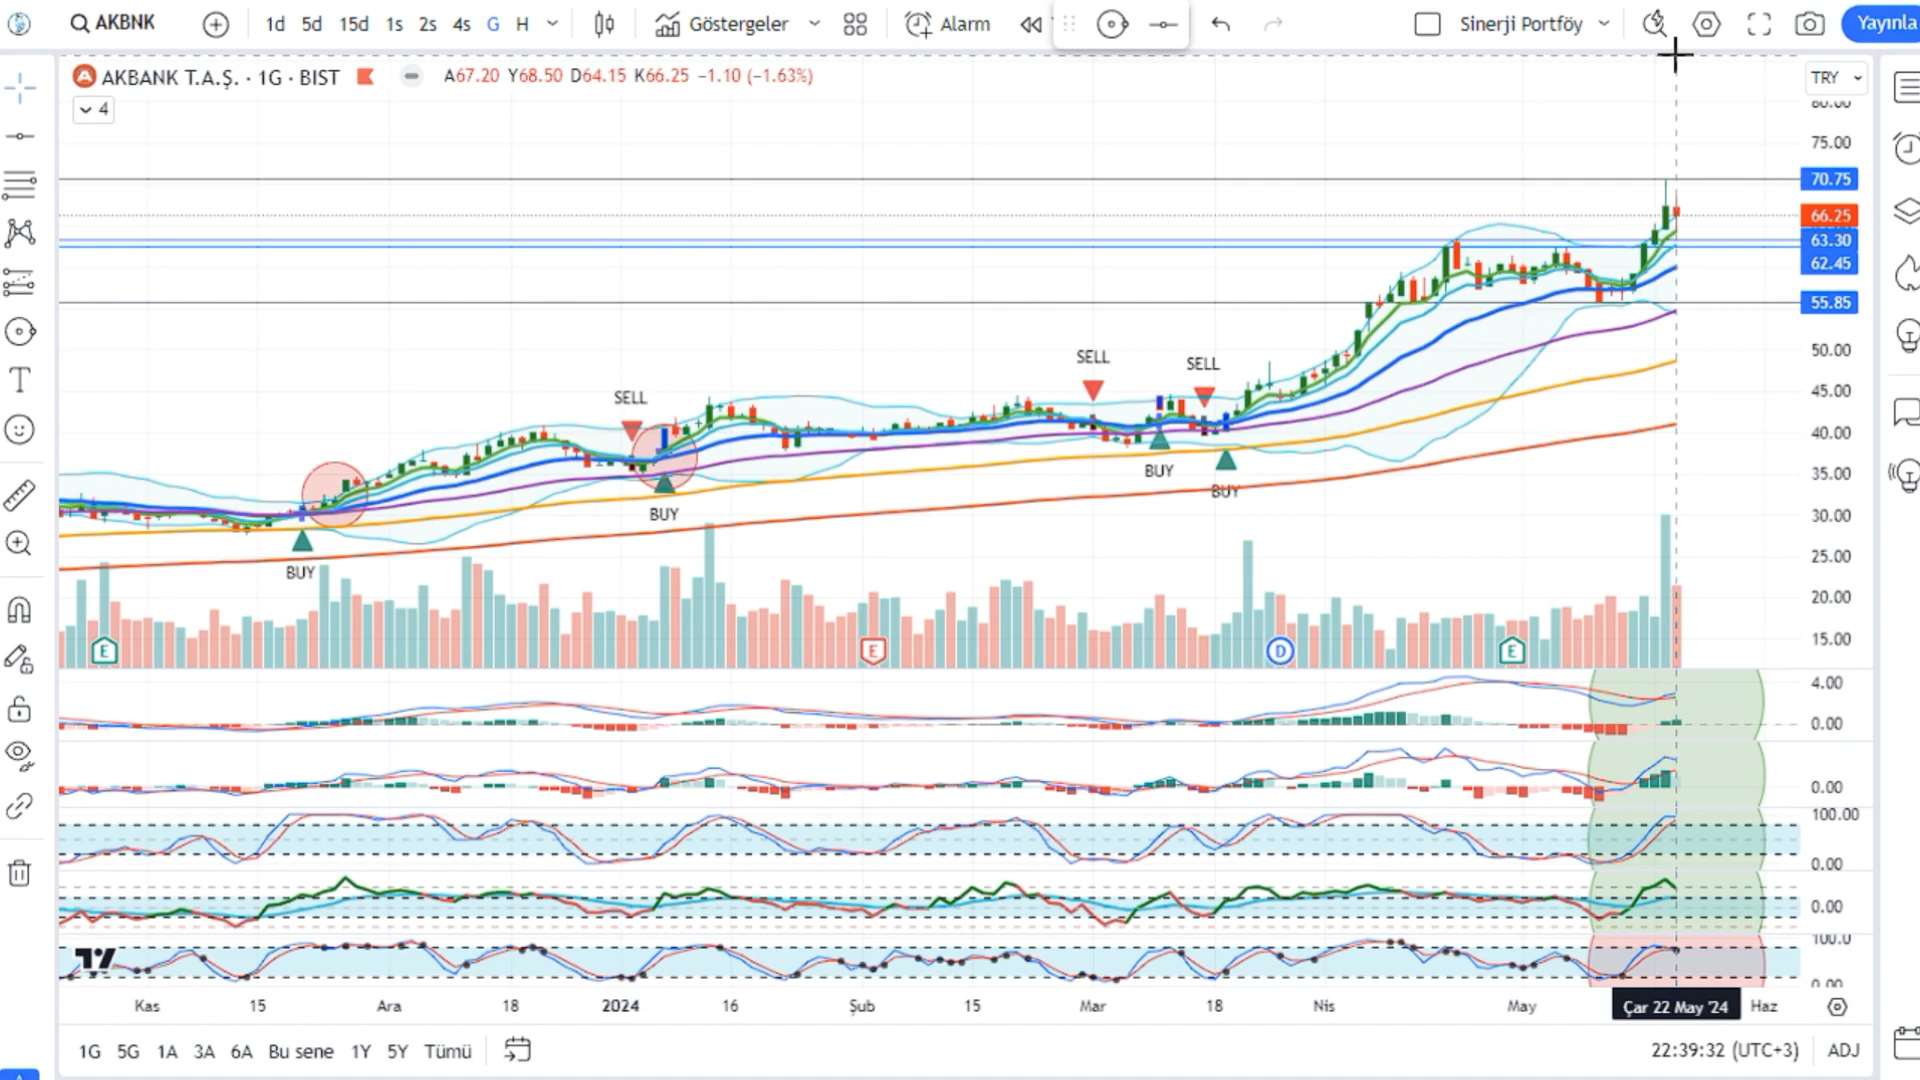 AKBNK 1d 5d 15d 1s 2s 4s G H Göstergeler Alarm Sinerji Portföy Yayınla
A AKBANK T.A.Ş. · 1G · BIST A67.20 Y68.50 D64.15 K66.25 −1.10 (−1.63%) TRY
4
80.00
75.00
70.75
66.25
63.30
62.45
55.85
50.00
45.00
40.00
35.00
30.00
25.00
20.00
15.00
SELL
SELL
SELL
BUY
BUY
BUY
BUY
E E D E
4.00
0.00
0.00
100.00
0.00
0.00
100.0
0.00
Kas 15 Ara 18 2024 16 Şub 15 Mar 18 Nis May Çar 22 May '24 Haz
1G 5G 1A 3A 6A Bu sene 1Y 5Y Tümü 22:39:32 (UTC+3) ADJ